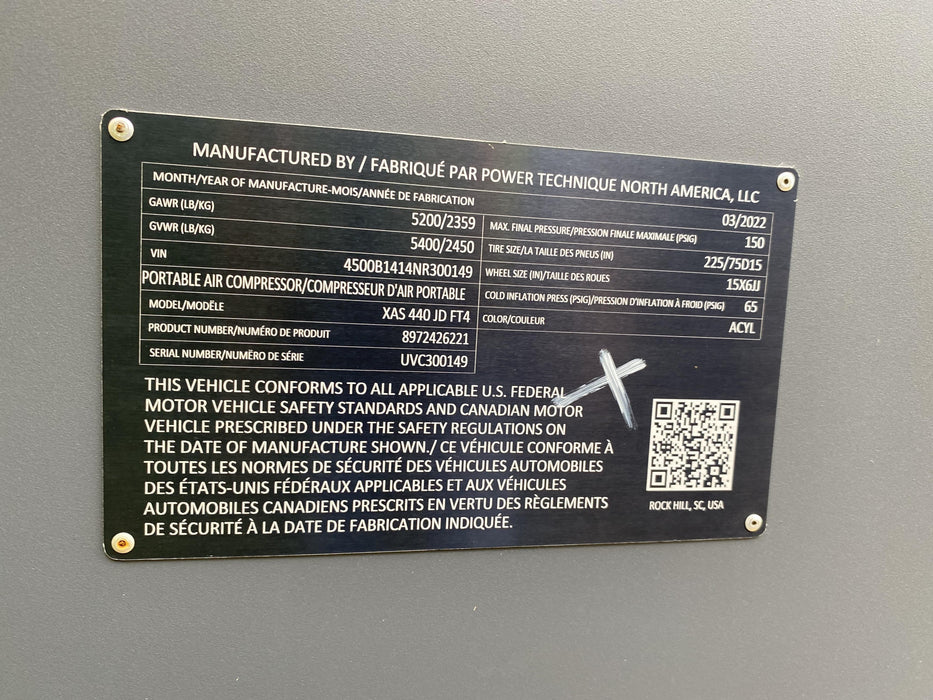 MANUFACTURED BY / FABRIQUÉ PAR POWER TECHNIQUE NORTH AMERICA, LLC
MONTH/YEAR OF MANUFACTURE-MOIS/ANNÉE DE FABRICATION 03/2022
GAWR (LB/KG) 5200/2359 MAX. FINAL PRESSURE/PRESSION FINALE MAXIMALE (PSIG) 150
GVWR (LB/KG) 5400/2450 TIRE SIZE/LA TAILLE DES PNEUS (IN) 225/75D15
VIN 4500B1414NR300149 WHEEL SIZE (IN)/TAILLE DES ROUES 15X6JJ
PORTABLE AIR COMPRESSOR/COMPRESSEUR D'AIR PORTABLE COLD INFLATION PRESS (PSIG)/PRESSION D'INFLATION À FROID (PSIG) 65
MODEL/MODËLE XAS 440 JD FT4 COLOR/COULEUR ACYL
PRODUCT NUMBER/NUMÉRO DE PRODUIT 8972426221
SERIAL NUMBER/NUMËRO DE SÉRIE UVC300149
THIS VEHICLE CONFORMS TO ALL APPLICABLE U.S. FEDERAL
MOTOR VEHICLE SAFETY STANDARDS AND CANADIAN MOTOR
VEHICLE PRESCRIBED UNDER THE SAFETY REGULATIONS ON
THE DATE OF MANUFACTURE SHOWN./ CE VÉHICULE CONFORME À
TOUTES LES NORMES DE SÉCURITÉ DES VÉHICULES AUTOMOBILES
DES ÉTATS-UNIS FÉDÉRAUX APPLICABLES ET AUX VÉHICULES
AUTOMOBILES CANADIENS PRESCRITS EN VERTU DES RÈGLEMENTS
DE SÉCURITÉ À LA DATE DE FABRICATION INDIQUÉE.
ROCK HILL, SC, USA